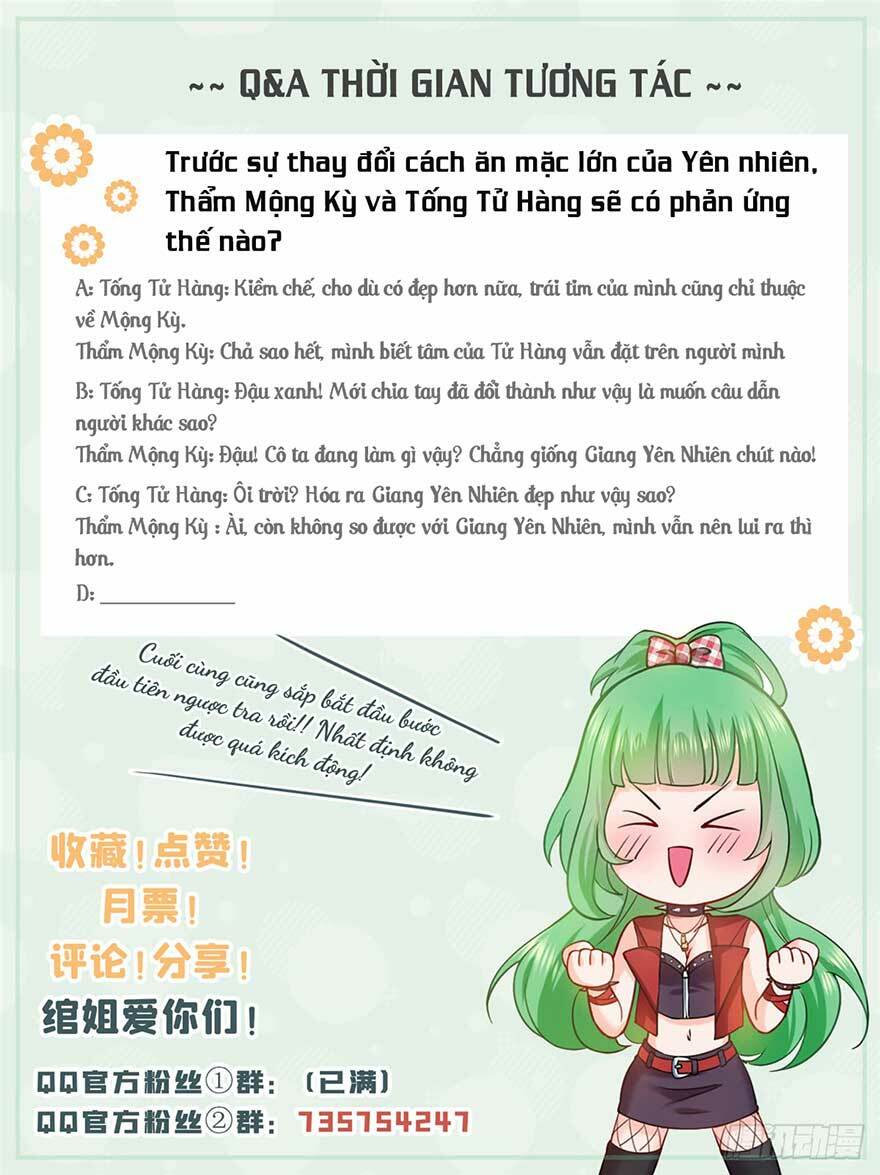 ~~ Q&A THỜI GIAN TƯƠNG TÁC ~~
Trước sự thay đổi cách ăn mặc lớn của Yên nhiên,
Thẩm Mộng Kỳ và Tống Tử Hàng sẽ có phản ứng
thế nào?
A: Tống Tử Hàng: Kiềm chế, cho dù có đẹp hơn nữa, trái tim của mình cũng chỉ thuộc
về Mộng Kỳ.
Thẩm Mộng Kỳ: Chả sao hết, mình biết tâm của Tử Hàng vẫn đặt trên người mình
B: Tống Tử Hàng: Đậu xanh! Mới chia tay đã đổi thành như vậy là muốn câu dẫn
người khác sao?
Thẩm Mộng Kỳ: Đậu! Cô ta đang làm gì vậy? Chẳng giống Giang Yên Nhiên chút nào!
C: Tống Tử Hàng: Ôi trời? Hóa ra Giang Yên Nhiên đẹp như vậy sao?
Thẩm Mộng Kỳ : Ài, còn không so được với Giang Yên Nhiên, mình vẫn nên lui ra thì
hơn.
D: ____________
Cuối cùng cũng sắp bắt đầu bước
đầu tiên ngược tra rồi!! Nhất định không
được quá kích động!
收藏!点赞!
月票!
评论!分享!
绾姐爱你们!
QQ官方粉丝①群:(已满)
QQ官方粉丝②群:735754247